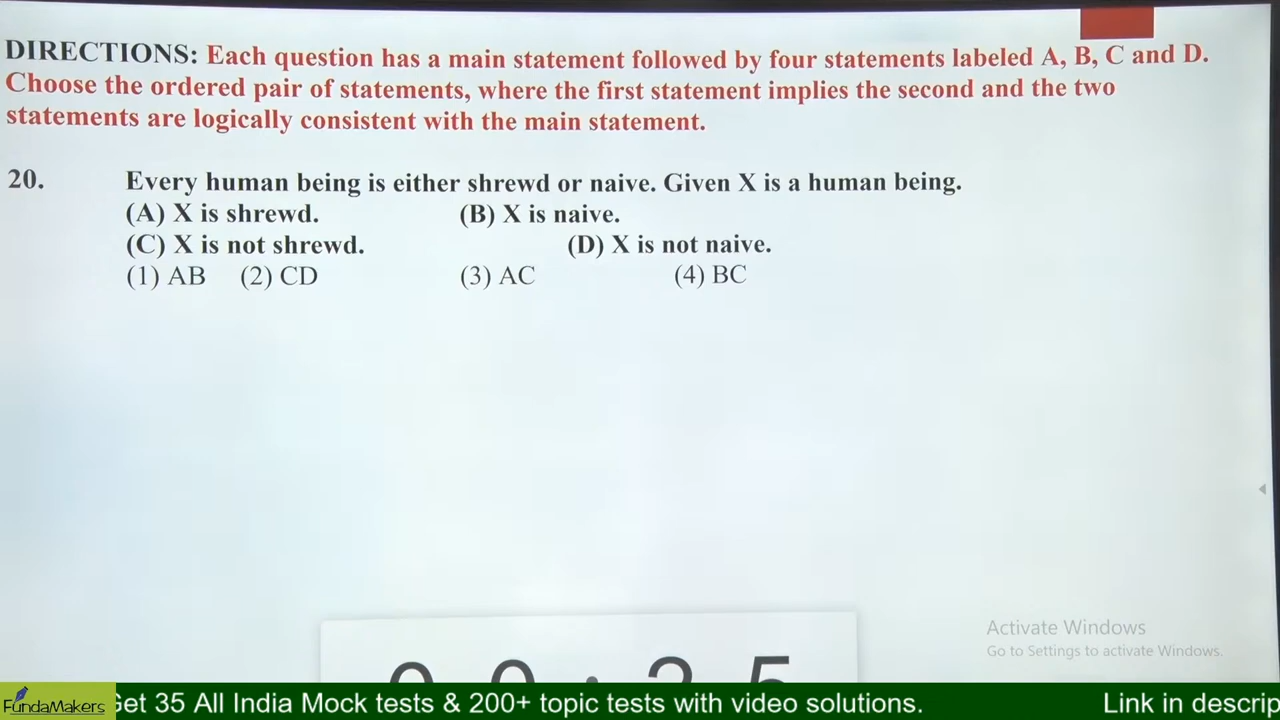 DIRECTIONS: Each question has a main statement followed by four statements labeled A, B, C and D.
Choose the ordered pair of statements, where the first statement implies the second and the two
statements are logically consistent with the main statement.
20. Every human being is either shrewd or naive. Given X is a human being.
(A) X is shrewd. (B) X is naive.
(C) X is not shrewd. (D) X is not naive.
(1) AB (2) CD (3) AC (4) BC
Activate Windows
Go to Settings to activate Windows.
FundaMakers
Get 35 All India Mock tests & 200+ topic tests with video solutions. Link in descrip